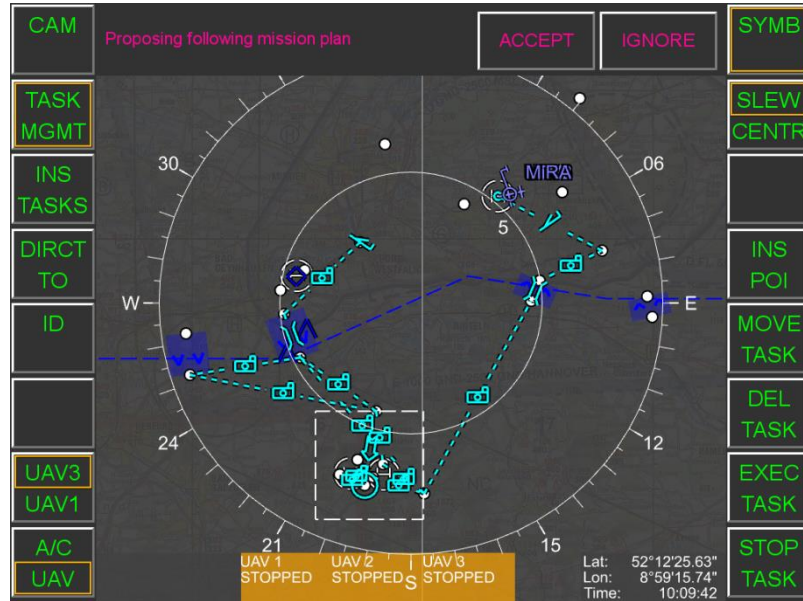 CAM
Proposing following mission plan
ACCEPT
IGNORE
SYMB
TASK
MGMT
SLEW
CENTR
INS
TASKS
30
MIRA
06
5
DIRCT
TO
INS
POI
ID
W
E
MOVE
TASK
DEL
TASK
24
12
UAV3
UAV1
EXEC
TASK
21
15
A/C
UAV
UAV 1
STOPPED
UAV 2
STOPPED
S
UAV 3
STOPPED
Lat: 52°12'25.63"
Lon: 8°59'15.74"
Time: 10:09:42
STOP
TASK